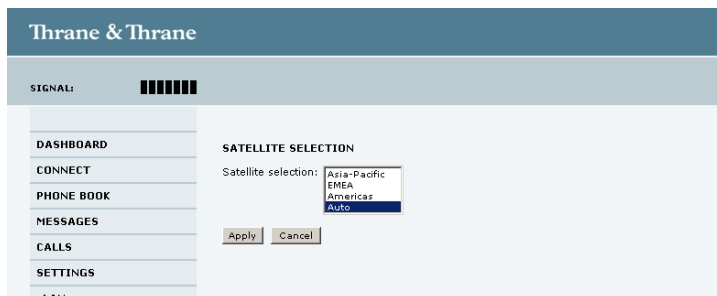 Thrane & Thrane
SIGNAL:
DASHBOARD
CONNECT
PHONE BOOK
MESSAGES
CALLS
SETTINGS
SATELLITE SELECTION
Satellite selection:
Asia-Pacific
EMEA
Americas
Auto
Apply
Cancel